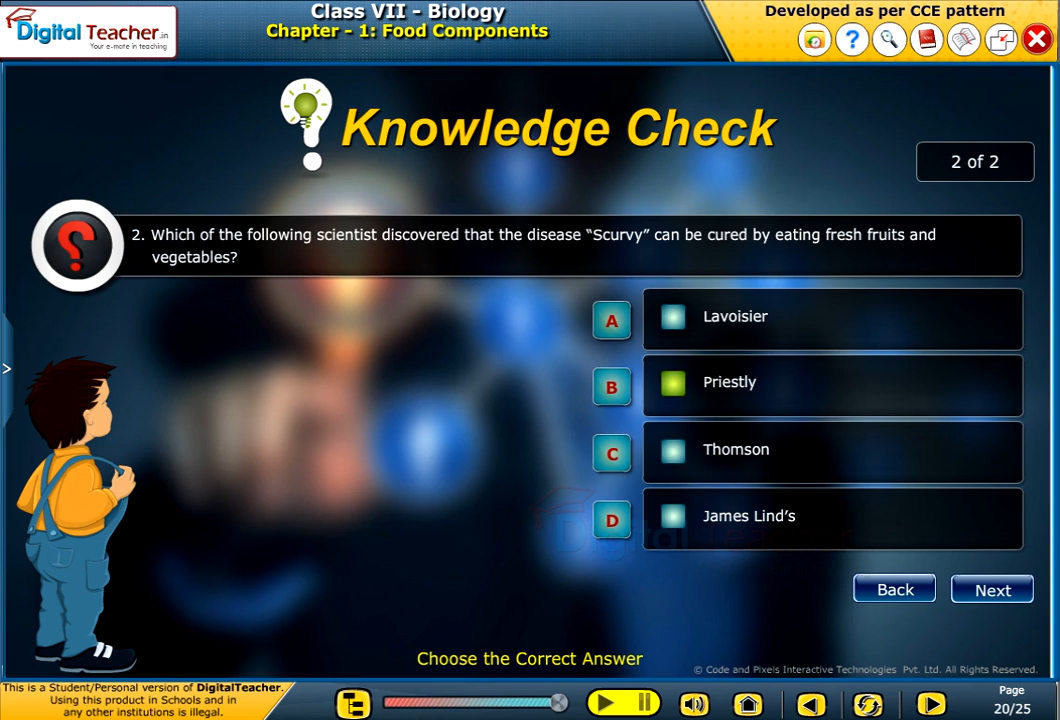 Digital Teacher.in
Your e-mate in teaching
Class VII - Biology
Chapter - 1: Food Components
Developed as per CCE pattern
Knowledge Check
2 of 2
2. Which of the following scientist discovered that the disease “Scurvy” can be cured by eating fresh fruits and
vegetables?
A Lavoisier
B Priestly
C Thomson
D James Lind’s
Digital Te
Back Next
Choose the Correct Answer
© Code and Pixels Interactive Technologies Pvt. Ltd. All Rights Reserved.
This is a Student/Personal version of DigitalTeacher.
Using this product in Schools and in
any other institutions is illegal.
Page
20/25